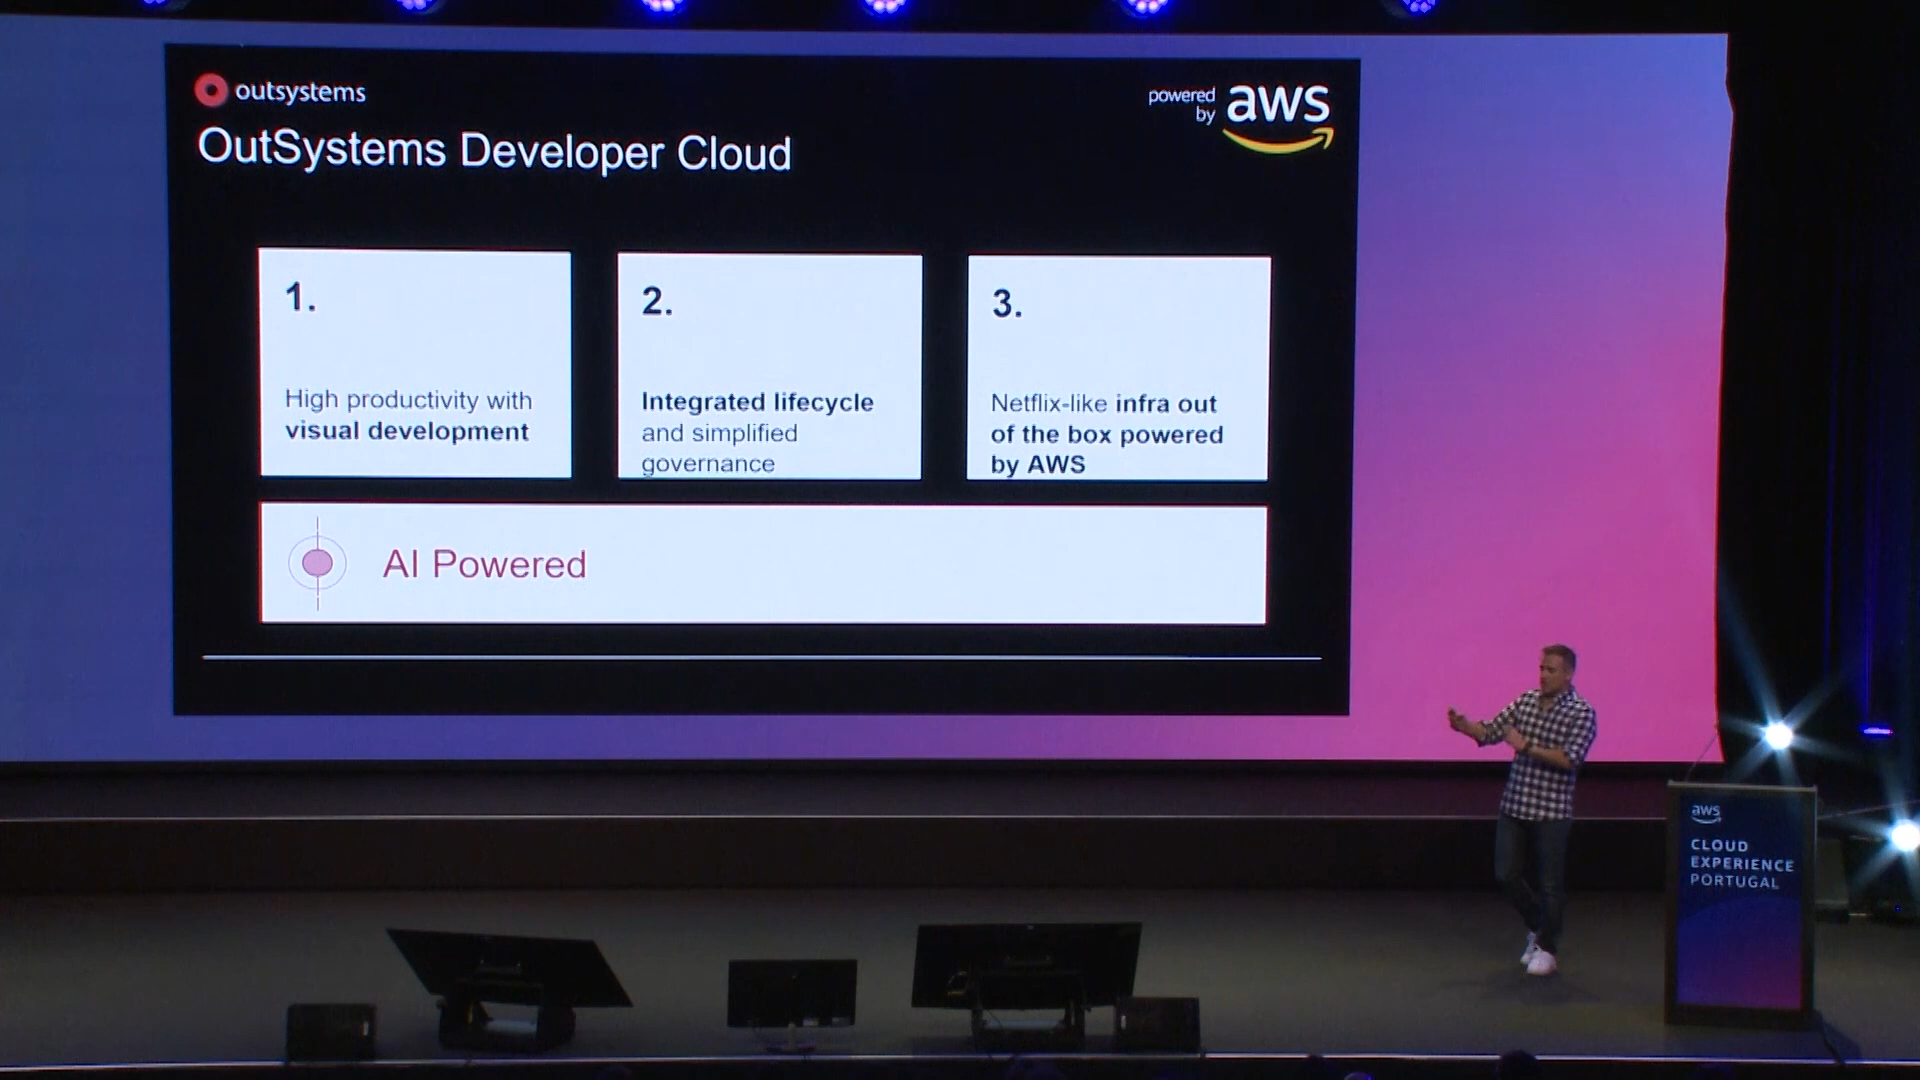 outsystems
powered
by
aws
OutSystems Developer Cloud
1.
High productivity with
visual development
2.
Integrated lifecycle
and simplified
governance
3.
Netflix-like infra out
of the box powered
by AWS
AI Powered
aws
CLOUD
EXPERIENCE
PORTUGAL